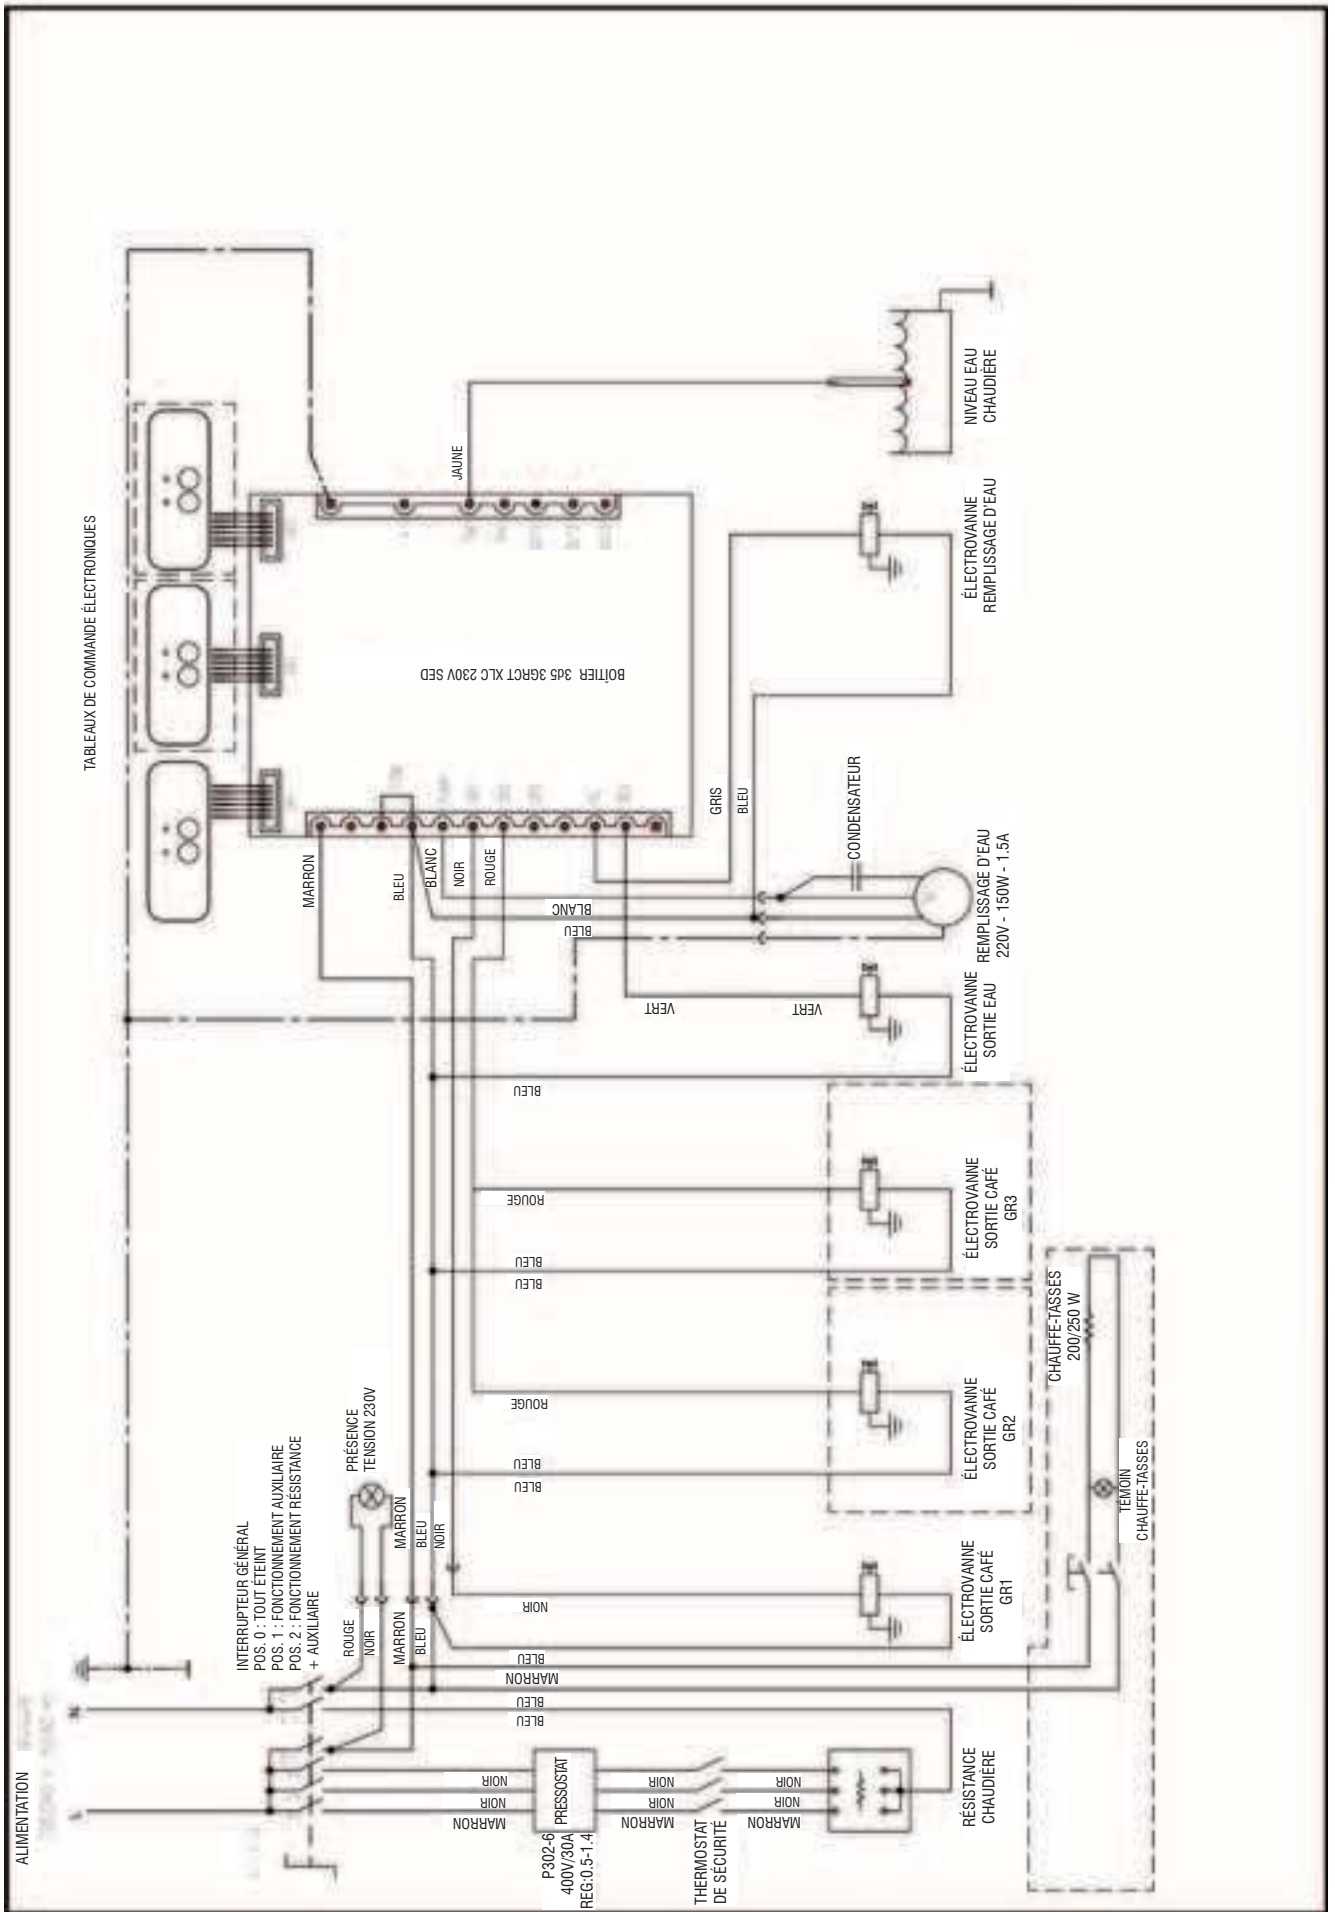 ALIMENTATION
INTERRUPTEUR GÉNÉRAL
POS. 0 : TOUT ÉTEINT
POS. 1 : FONCTIONNEMENT AUXILIAIRE
POS. 2 : FONCTIONNEMENT RÉSISTANCE
+ AUXILIAIRE
PRÉSENCE
TENSION 230V
TABLEAUX DE COMMANDE ÉLECTRONIQUES
L
N
ROUGE
NOIR
MARRON
BLEU
MARRON
BLEU
NOIR
MARRON
BLEU
BLANC
NOIR
ROUGE
BOÎTIER 3d5 3GRCT XLC 230V SED
JAUNE
NOIR
NOIR
MARRON
BLEU
BLEU
MARRON
BLEU
NOIR
BLEU
BLEU
ROUGE
BLEU
BLEU
ROUGE
BLEU
BLEU
BLANC
VERT
VERT
GRIS
BLEU
P302-6
400V/30A
REG:0.5-1.4
PRESSOSTAT
NOIR
NOIR
MARRON
THERMOSTAT
DE SÉCURITÉ
NOIR
NOIR
MARRON
RÉSISTANCE
CHAUDIÈRE
ÉLECTROVANNE
SORTIE CAFÉ
GR1
ÉLECTROVANNE
SORTIE CAFÉ
GR2
ÉLECTROVANNE
SORTIE CAFÉ
GR3
ÉLECTROVANNE
SORTIE EAU
REMPLISSAGE D'EAU
220V - 150W - 1.5A
CONDENSATEUR
ÉLECTROVANNE
REMPLISSAGE D'EAU
NIVEAU EAU
CHAUDIÈRE
CHAUFFE-TASSES
200/250 W
TÉMOIN
CHAUFFE-TASSES